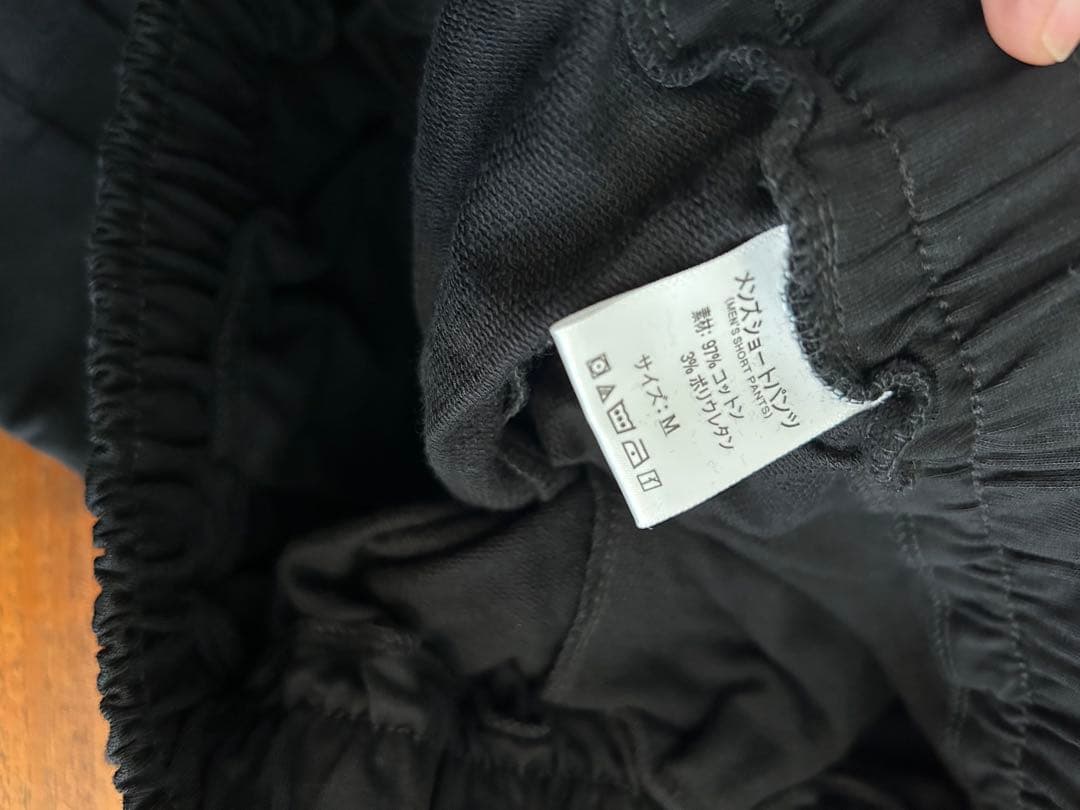 メンズショートパンツ
(MEN'S SHORT PANTS)
素材: 97% コットン
3% ポリウレタン
サイズ: M